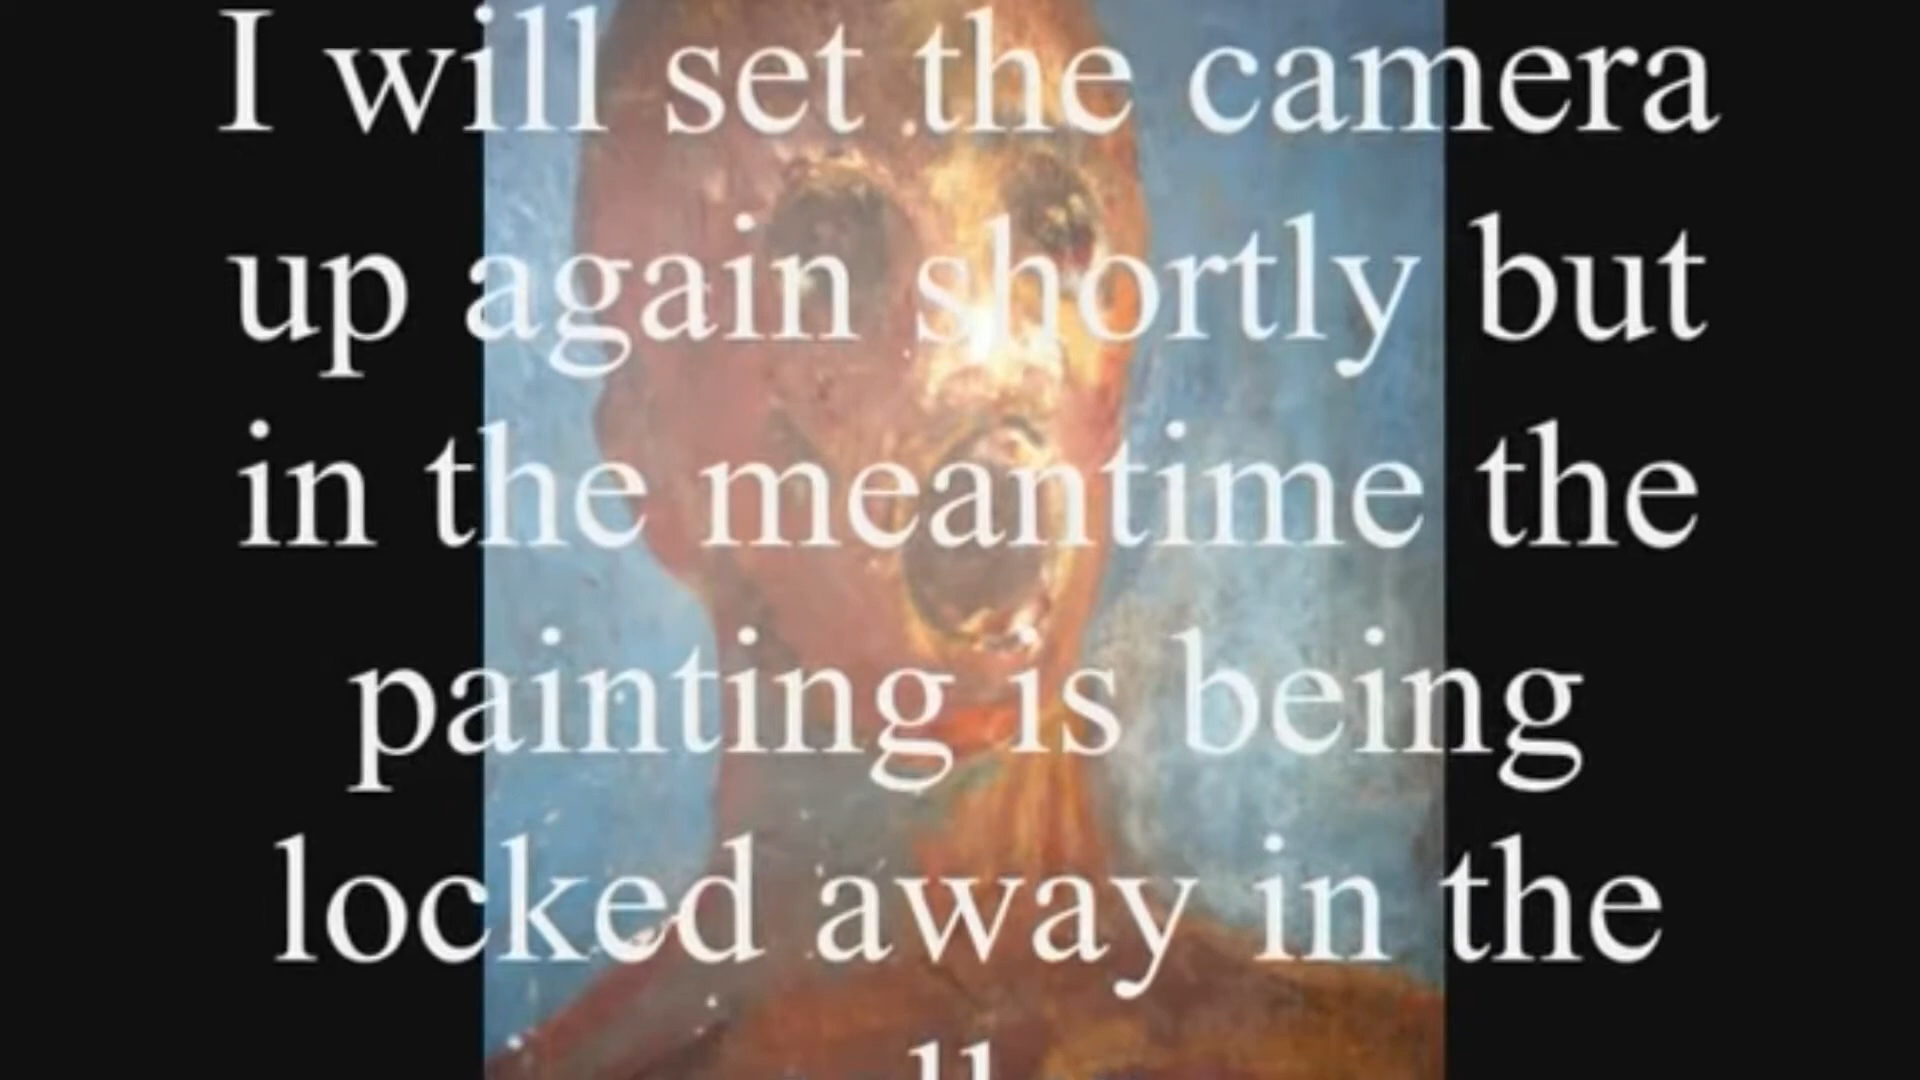 I will set the camera
up again shortly but
in the meantime the
painting is being
locked away in the